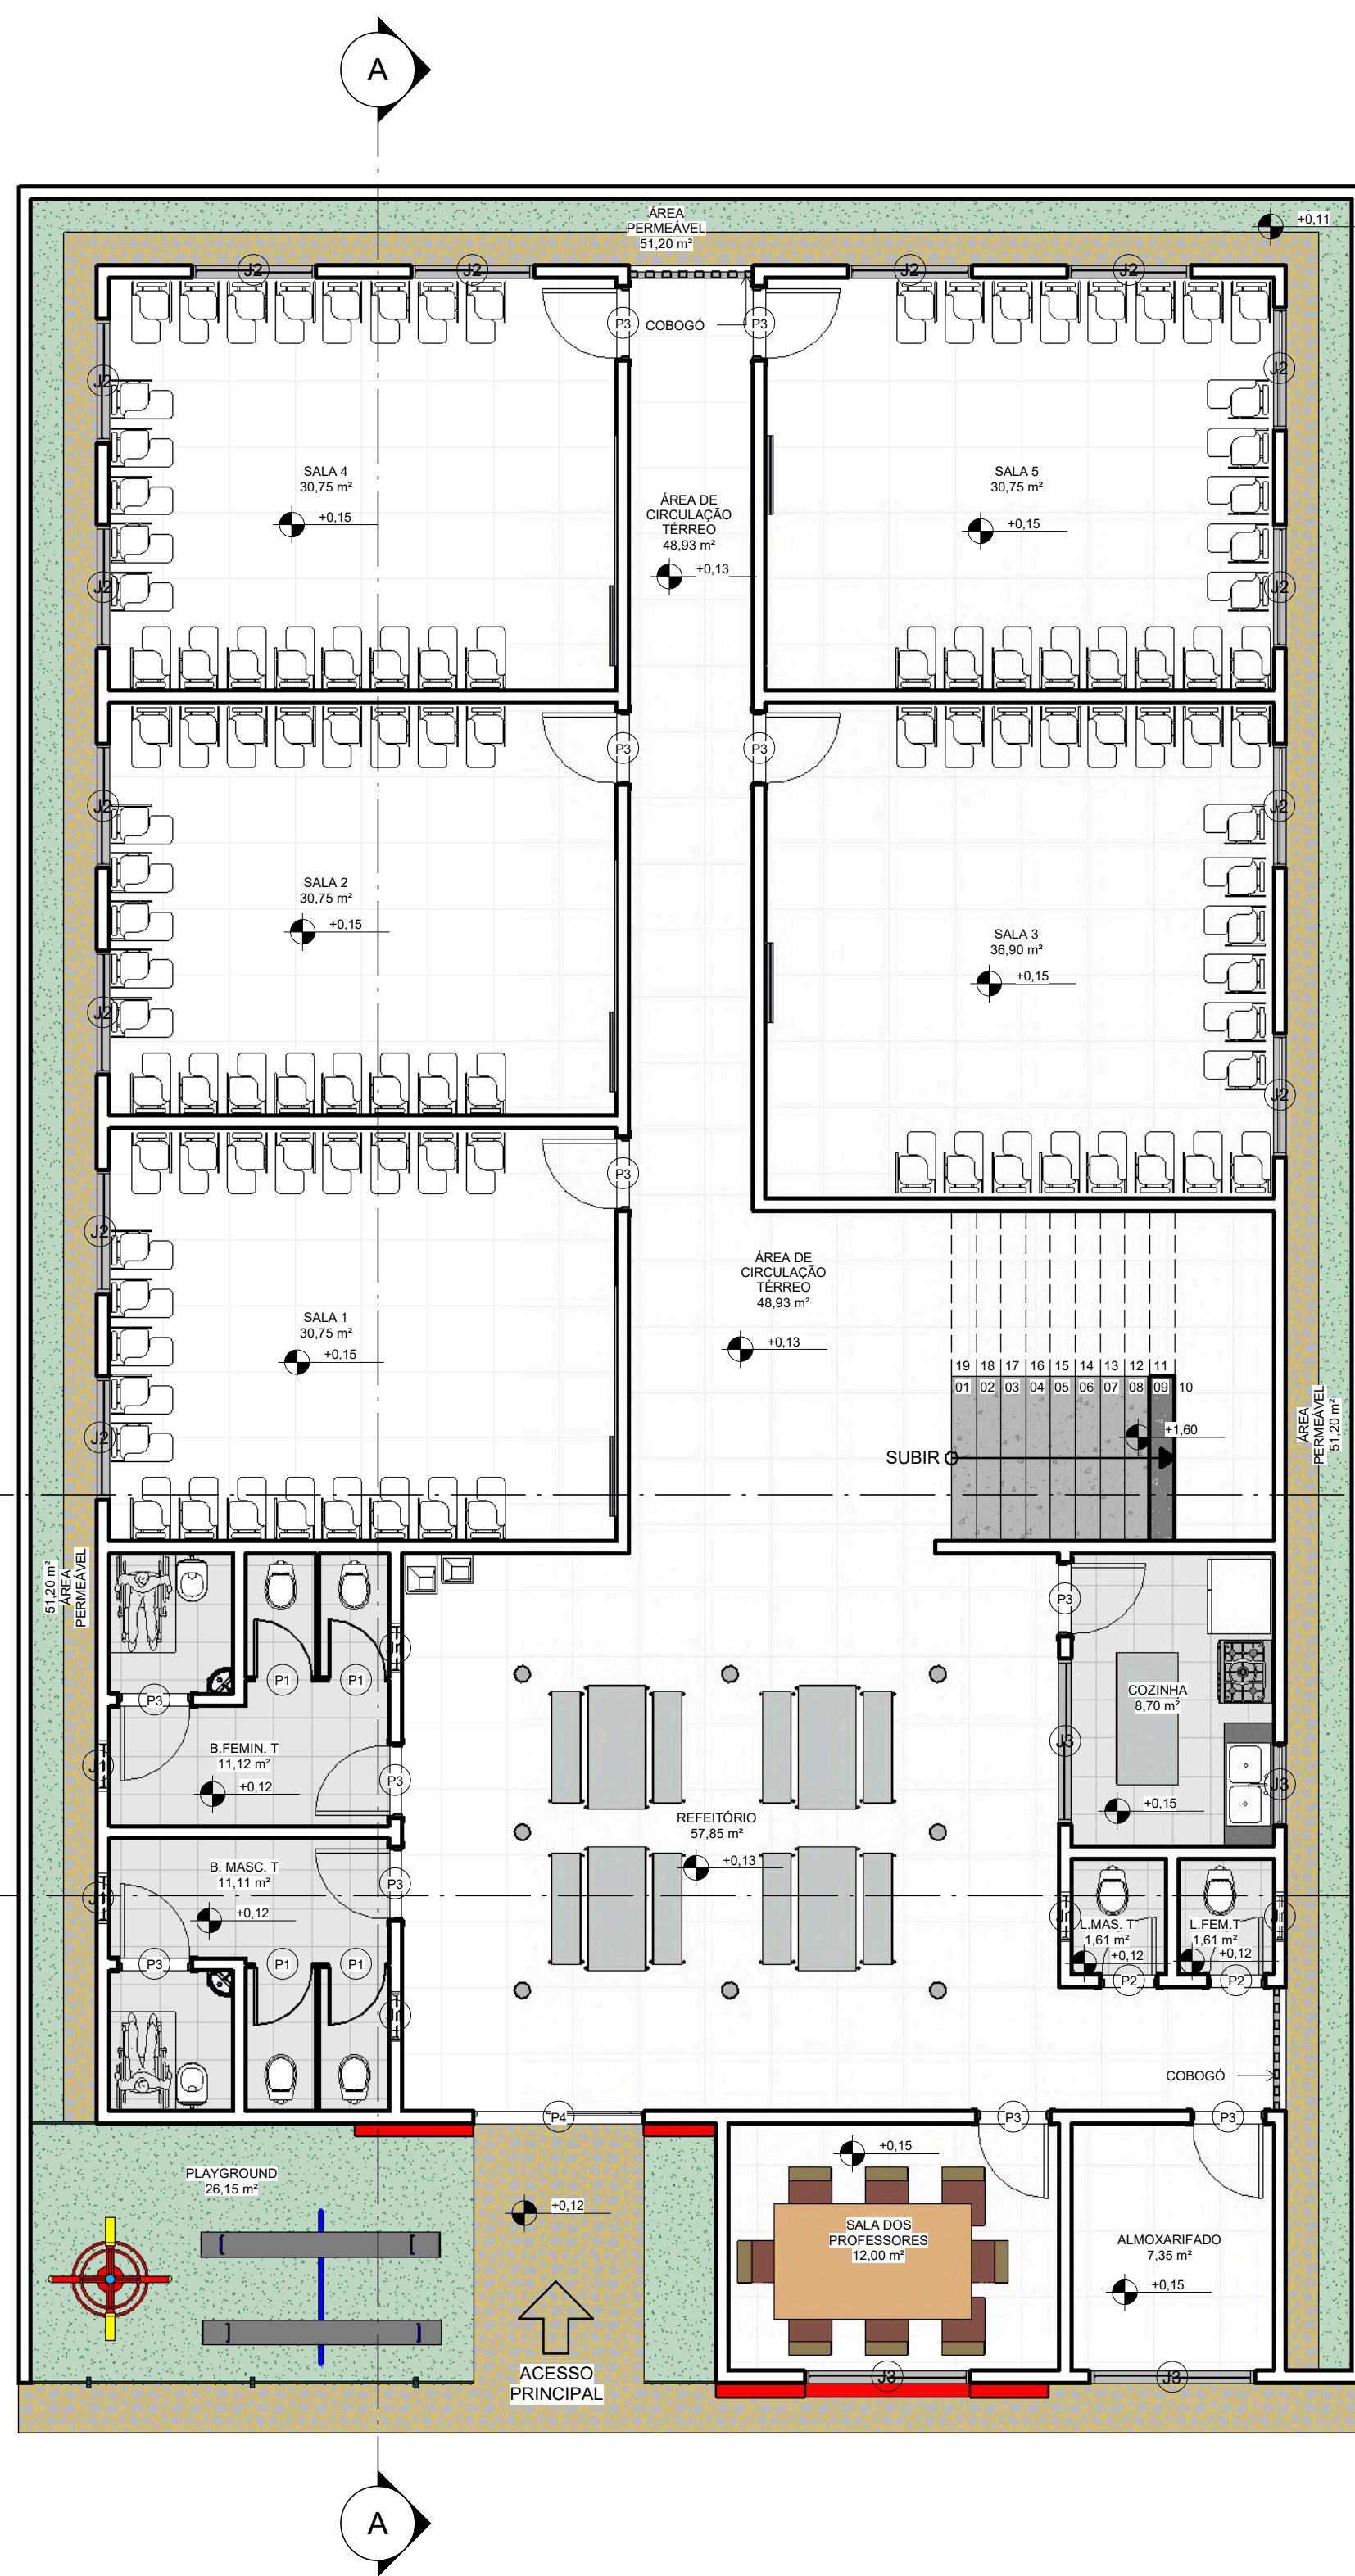 A
ÁREA
PERMEÁVEL
51,20 m²
+0,11
J2
J2
J2
J2
P3
COBOGÓ
P3
J2
J2
SALA 4
30,75 m²
+0,15
ÁREA DE
CIRCULAÇÃO
TÉRREO
48,93 m²
+0,13
SALA 5
30,75 m²
+0,15
J2
J2
P3
P3
J2
J2
SALA 2
30,75 m²
+0,15
SALA 3
36,90 m²
+0,15
J2
J2
P3
J2
ÁREA DE
CIRCULAÇÃO
TÉRREO
48,93 m²
+0,13
SALA 1
30,75 m²
+0,15
J2
19 18 17 16 15 14 13 12 11
01 02 03 04 05 06 07 08 09 10
+1,60
SUBIR
ÁREA
PERMEÁVEL
51,20 m²
51,20 m²
ÁREA
PERMEÁVEL
P3
J1
P1
P1
P3
COZINHA
8,70 m²
J3
J3
+0,15
B.FEMIN. T
11,12 m²
+0,12
J1
P3
REFEITÓRIO
57,85 m²
+0,13
B. MASC. T
11,11 m²
+0,12
J1
P3
P3
P1
P1
J1
L.MAS. T
1,61 m²
+0,12
P2
L.FEM.T
1,61 m²
+0,12
P2
COBOGÓ
P4
P3
P3
PLAYGROUND
26,15 m²
+0,12
+0,15
SALA DOS
PROFESSORES
12,00 m²
ALMOXARIFADO
7,35 m²
+0,15
ACESSO
PRINCIPAL
J3
J3
A